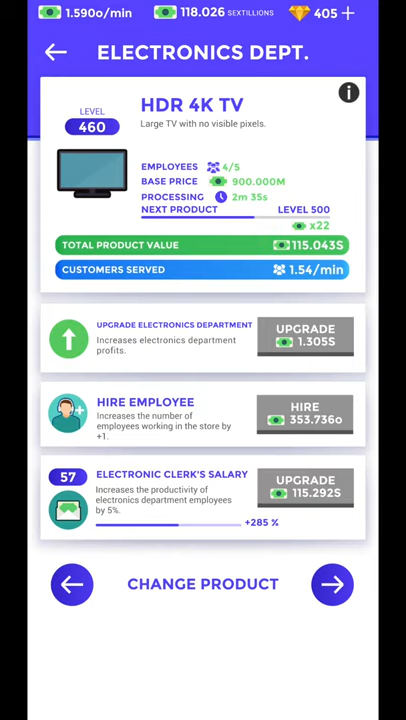 1.590o/min
118.026 SEXTILLIONS
405 +
ELECTRONICS DEPT.
i
LEVEL
460
HDR 4K TV
Large TV with no visible pixels.
EMPLOYEES 4/5
BASE PRICE 900.000M
PROCESSING 2m 35s
NEXT PRODUCT LEVEL 500
x22
TOTAL PRODUCT VALUE 115.043S
CUSTOMERS SERVED 1.54/min
UPGRADE ELECTRONICS DEPARTMENT
Increases electronics department
profits.
UPGRADE
1.305S
HIRE EMPLOYEE
Increases the number of
employees working in the store by
+1.
HIRE
353.736o
57
ELECTRONIC CLERK'S SALARY
Increases the productivity of
electronics department employees
by 5%.
+285 %
UPGRADE
115.292S
CHANGE PRODUCT